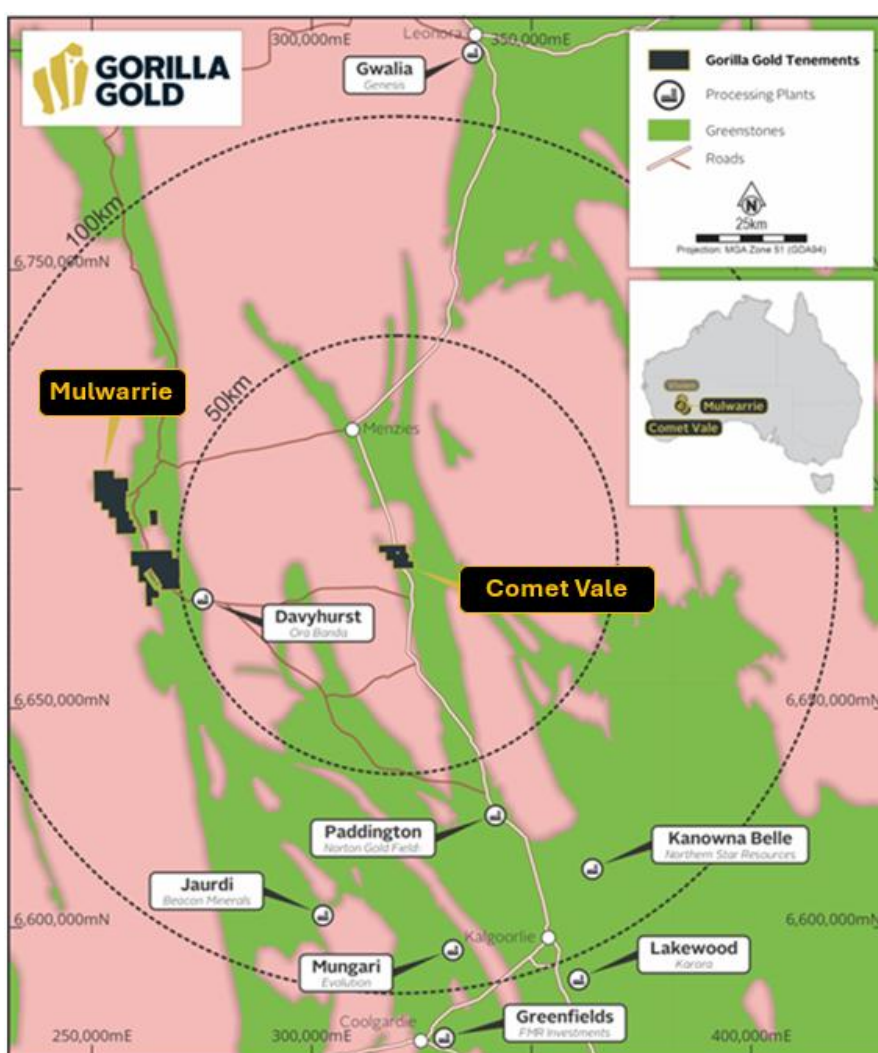 GORILLA
GOLD
300,000mE
Leonora
350,000mE
Gwalia
Genesis
Gorilla Gold Tenements
Processing Plants
Greenstones
Roads
N
25km
Projection: MGA Zone 51 (GDA94)
100km
6,750,000mN
Mulwarrie
50km
Menzies
Mulwarrie
Comet Vale
Comet Vale
Davyhurst
Ora Banda
6,650,000mN
6,650,000mN
Paddington
Norton Gold Field
Kanowna Belle
Northern Star Resources
Jaurdi
Beacon Minerals
6,600,000mN
6,600,000mN
Kalgoorlie
Mungari
Evolution
Lakewood
Karora
Greenfields
FMR Investments
Coolgardie
250,000mE
300,000mE
400,000mE